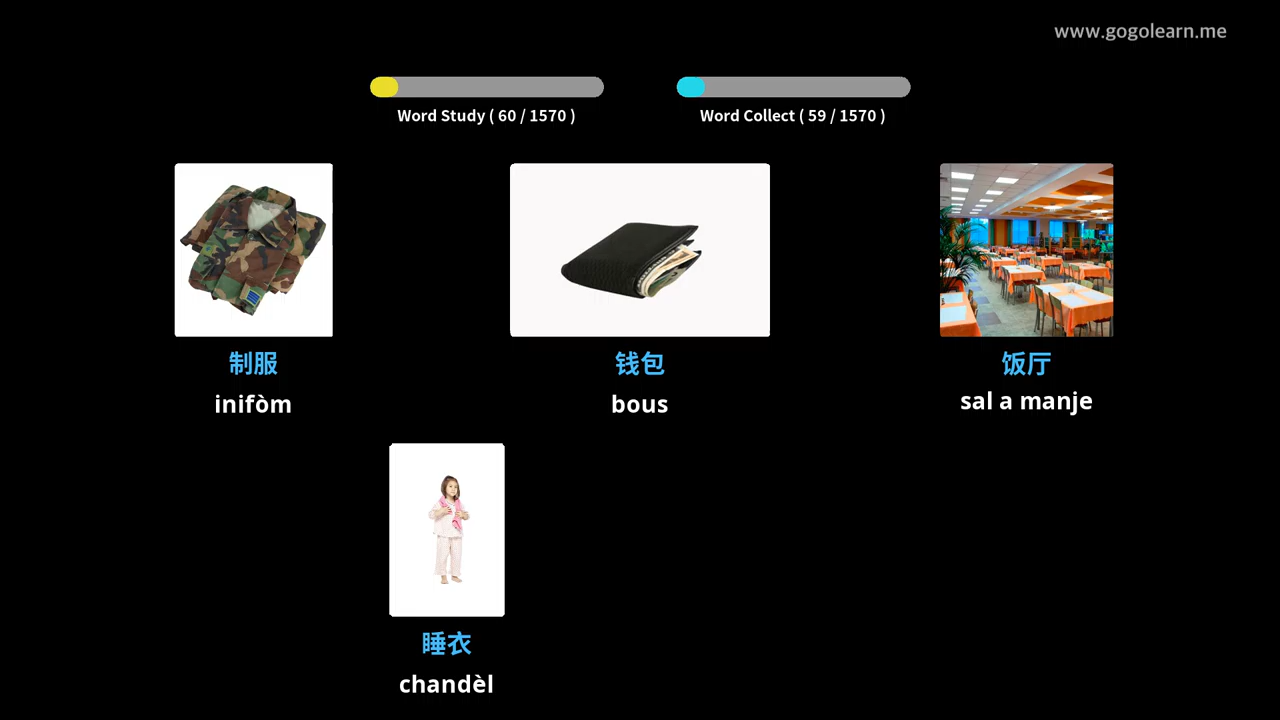 www.gogolearn.me
Word Study ( 60 / 1570 )
Word Collect ( 59 / 1570 )
制服
inifòm
钱包
bous
饭厅
sal a manje
睡衣
chandèl